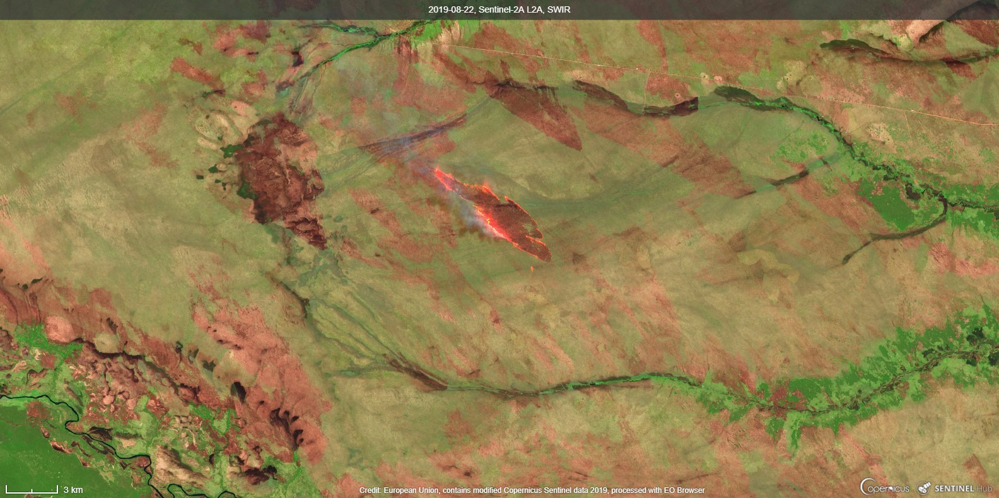 2019-08-22, Sentinel-2A L2A, SWIR
3 km
Credit: European Union, contains modified Copernicus Sentinel data 2019, processed with EO Browser
Copernicus
SENTINEL Hub